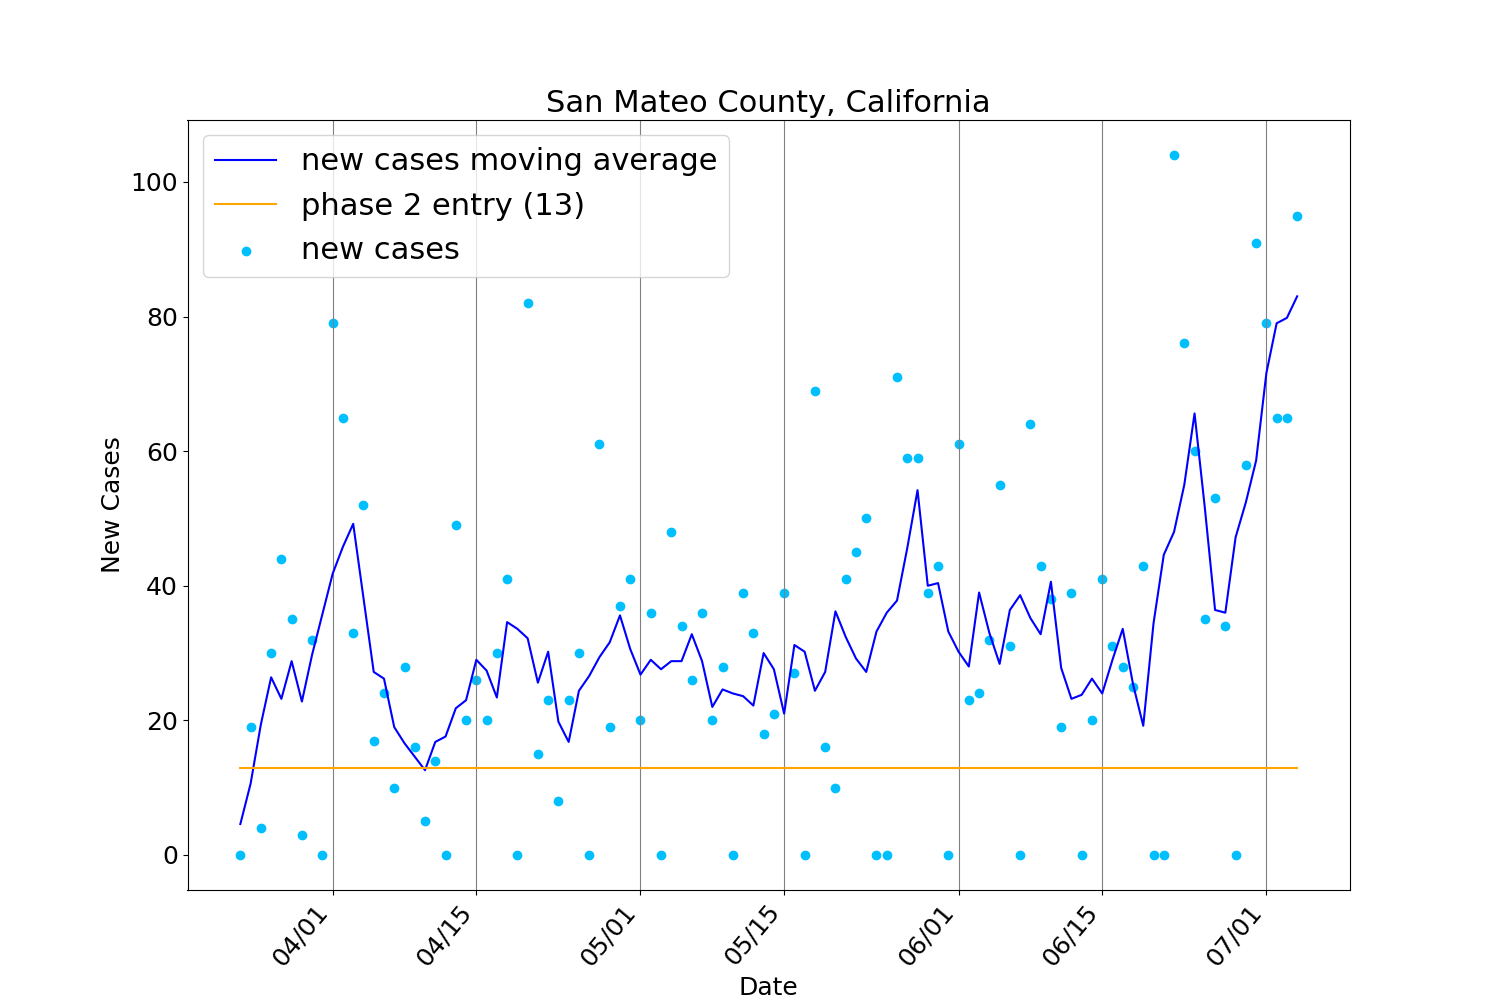 San Mateo County, California
new cases moving average
phase 2 entry (13)
new cases
100
80
60
40
20
0
New Cases
04/01
04/15
05/01
05/15
06/01
06/15
07/01
Date